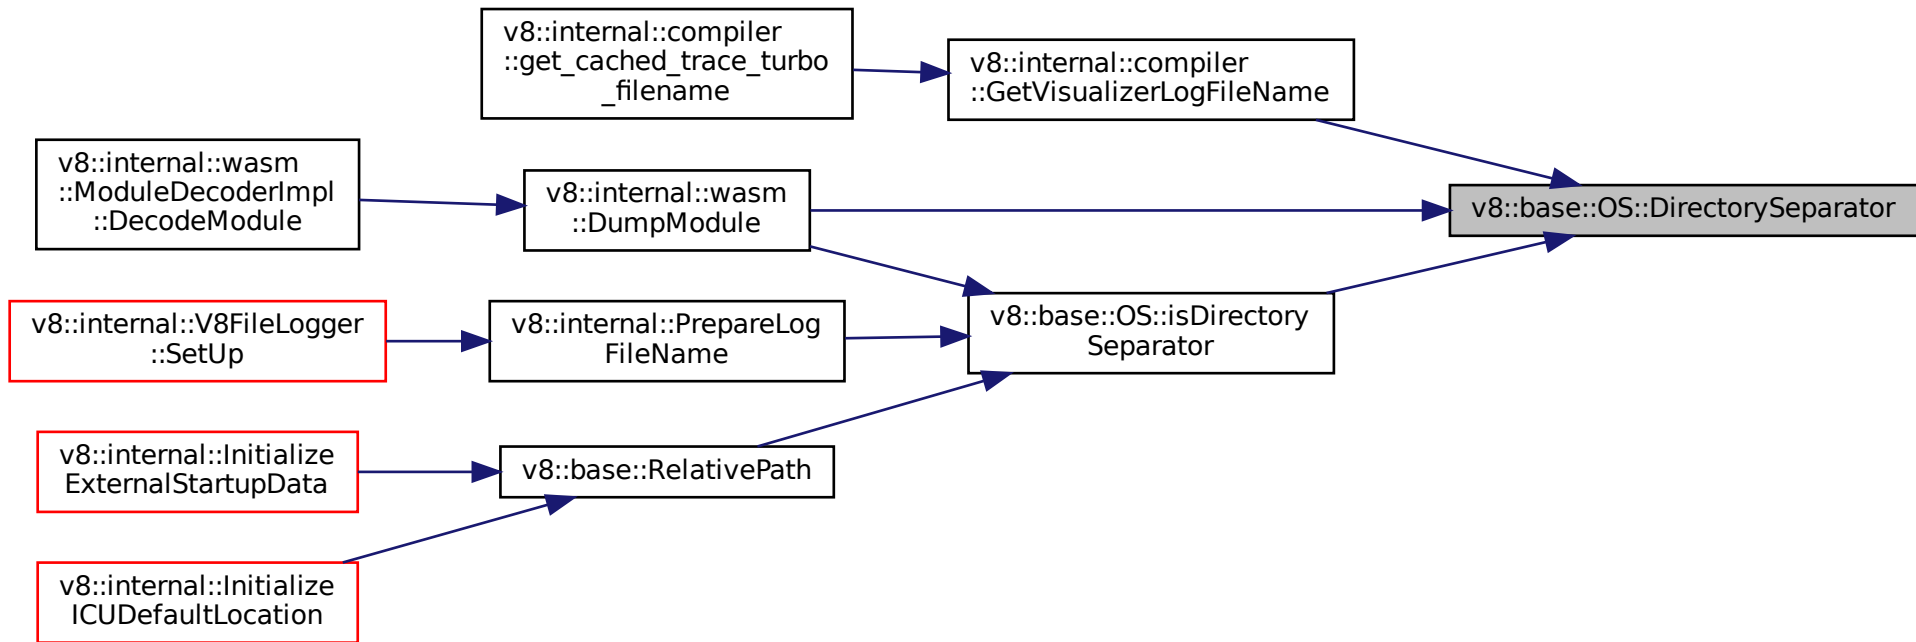 v8::internal::compiler
::get_cached_trace_turbo
_filename
v8::internal::compiler
::GetVisualizerLogFileName
v8::internal::wasm
::ModuleDecoderImpl
::DecodeModule
v8::internal::wasm
::DumpModule
v8::base::OS::DirectorySeparator
v8::internal::V8FileLogger
::SetUp
v8::internal::PrepareLog
FileName
v8::base::OS::isDirectory
Separator
v8::internal::Initialize
ExternalStartupData
v8::base::RelativePath
v8::internal::Initialize
ICUDefaultLocation